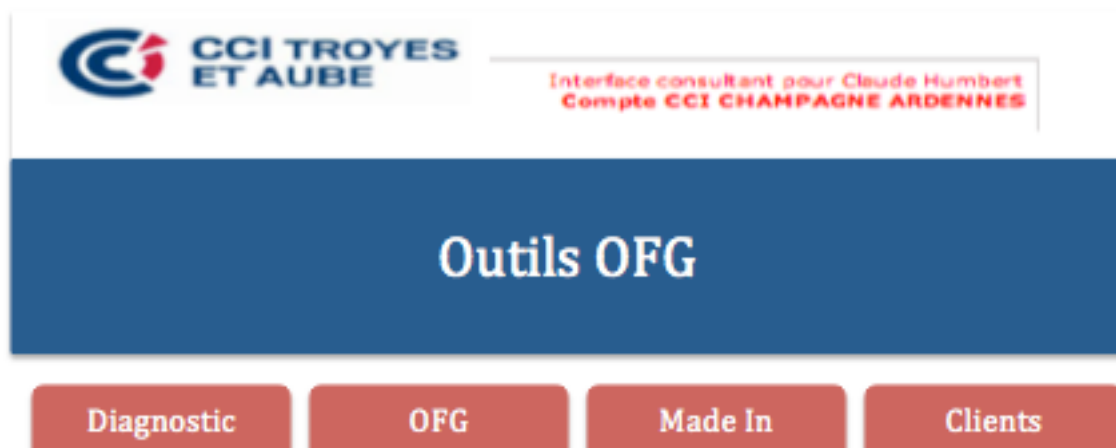 CCI TROYES
ET AUBE
Interface consultant pour Claude Humbert
Compte CCI CHAMPAGNE ARDENNES
Outils OFG
Diagnostic
OFG
Made In
Clients